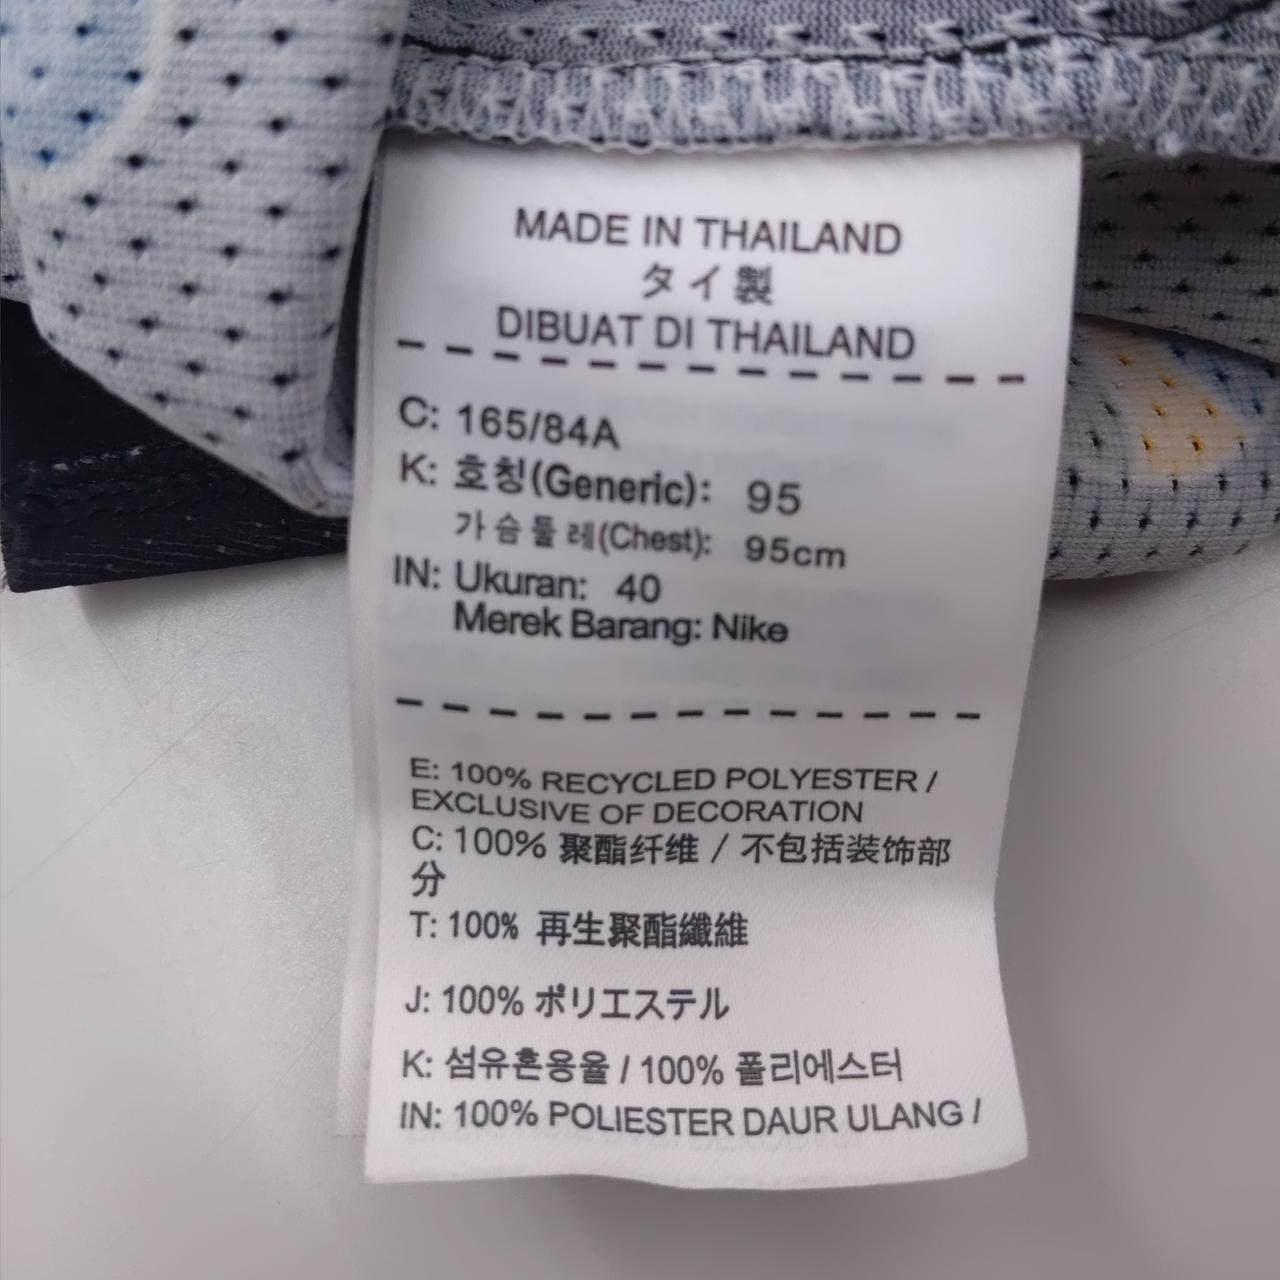 MADE IN THAILAND
タイ製
DIBUAT DI THAILAND
C: 165/84A
K: 호칭(Generic): 95
가슴둘레(Chest): 95cm
IN: Ukuran: 40
Merek Barang: Nike
E: 100% RECYCLED POLYESTER /
EXCLUSIVE OF DECORATION
C: 100% 聚酯纤维 / 不包括装饰部
分
T: 100% 再生聚酯纖維
J: 100% ポリエステル
K: 섬유혼용율 / 100% 폴리에스터
IN: 100% POLIESTER DAUR ULANG /